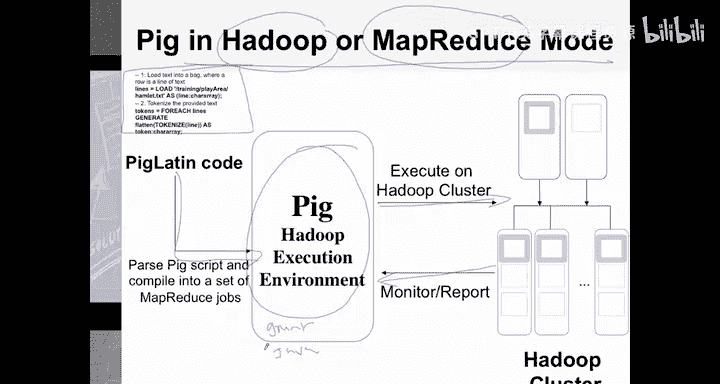 Pig in Hadoop or MapReduce Mode
bilibili
-- 1: Load text into a bag, where a
row is a line of text
lines = LOAD '/training/playArea/
hamlet.txt' AS (line:chararray);
-- 2: Tokenize the provided text
tokens = FOREACH lines
GENERATE
flatten(TOKENIZE(line)) AS
token:chararray;
PigLatin code
Parse Pig script and
compile into a set of
MapReduce jobs
Pig
Hadoop
Execution
Environment
grunt
Java
Execute on
Hadoop Cluster
Monitor/Report
...
Hadoop
Cluster